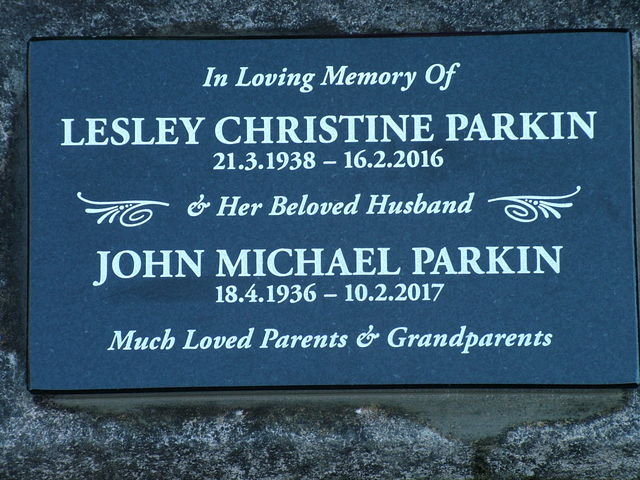 In Loving Memory Of
LESLEY CHRISTINE PARKIN
21.3.1938 – 16.2.2016
& Her Beloved Husband
JOHN MICHAEL PARKIN
18.4.1936 – 10.2.2017
Much Loved Parents & Grandparents